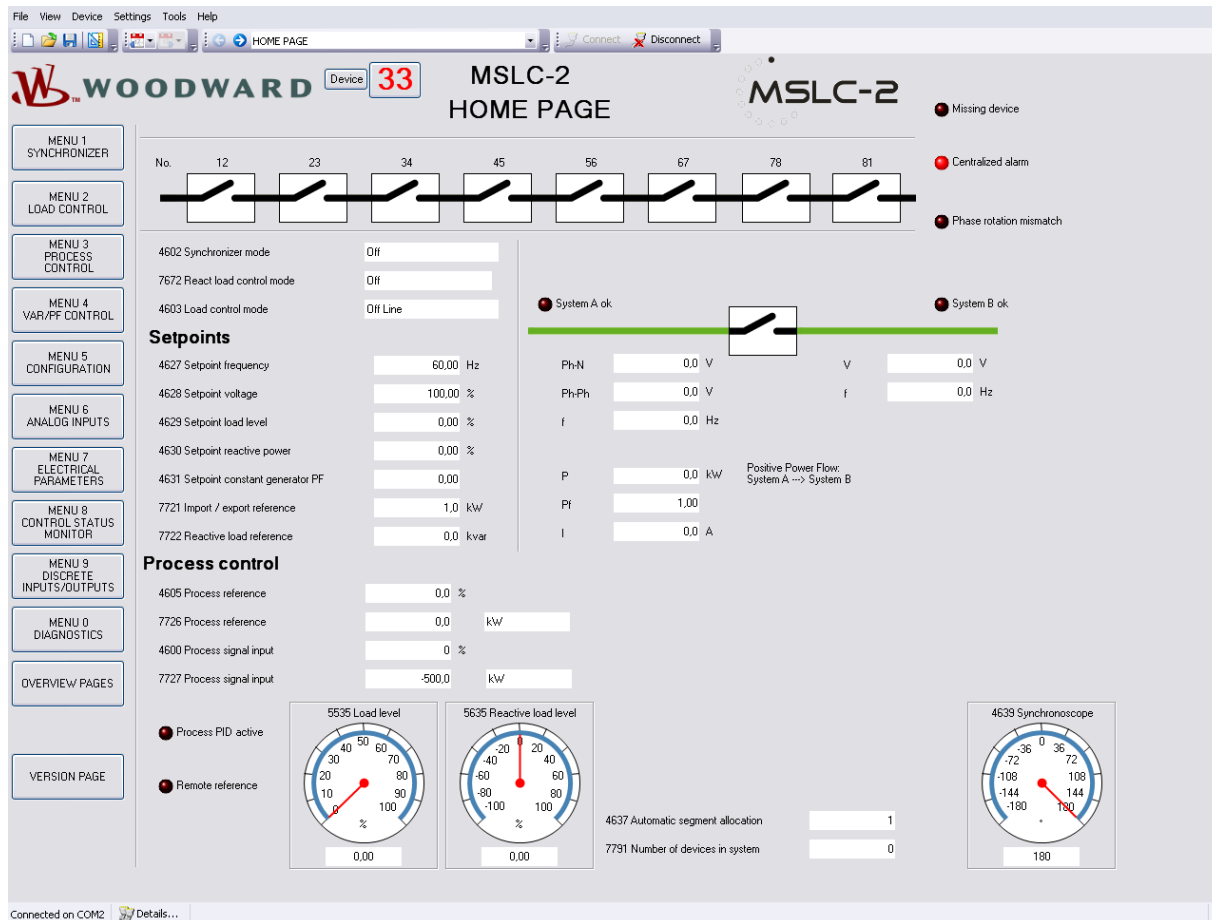 File View Device Settings Tools Help
HOME PAGE Connect Disconnect
WOODWARD Device 33 MSLC-2 MSLC-2
HOME PAGE
Missing device
MENU 1
SYNCHRONIZER
No. 12 23 34 45 56 67 78 81
Centralized alarm
MENU 2
LOAD CONTROL
Phase rotation mismatch
MENU 3
PROCESS
CONTROL
4602 Synchronizer mode Off
7672 React load control mode Off
MENU 4
VAR/PF CONTROL
4603 Load control mode Off Line
System A ok System B ok
Setpoints
MENU 5
CONFIGURATION
4627 Setpoint frequency 60,00 Hz Ph-N 0,0 V V 0,0 V
4628 Setpoint voltage 100,00 % Ph-Ph 0,0 V f 0,0 Hz
MENU 6
ANALOG INPUTS
4629 Setpoint load level 0,00 % f 0,0 Hz
4630 Setpoint reactive power 0,00 %
MENU 7
ELECTRICAL
PARAMETERS
4631 Setpoint constant generator PF 0,00 P 0,0 kW
Positive Power Flow:
System A ---> System B
7721 Import / export reference 1,0 kW Pf 1,00
MENU 8
CONTROL STATUS
MONITOR
7722 Reactive load reference 0,0 kvar I 0,0 A
Process control
MENU 9
DISCRETE
INPUTS/OUTPUTS
4605 Process reference 0,0 %
7726 Process reference 0,0 kW
MENU 0
DIAGNOSTICS
4600 Process signal input 0 %
7727 Process signal input -500,0 kW
OVERVIEW PAGES
5535 Load level 5635 Reactive load level 4639 Synchronoscope
Process PID active
0 10 20 30 40 50 60 70 80 90 100
%
-100 -80 -60 -40 -20 0 20 40 60 80 100
%
-180 -144 -108 -72 -36 0 36 72 108 144 180
°
VERSION PAGE
Remote reference
4637 Automatic segment allocation 1
7791 Number of devices in system 0
0,00 0,00 180
Connected on COM2 Details...